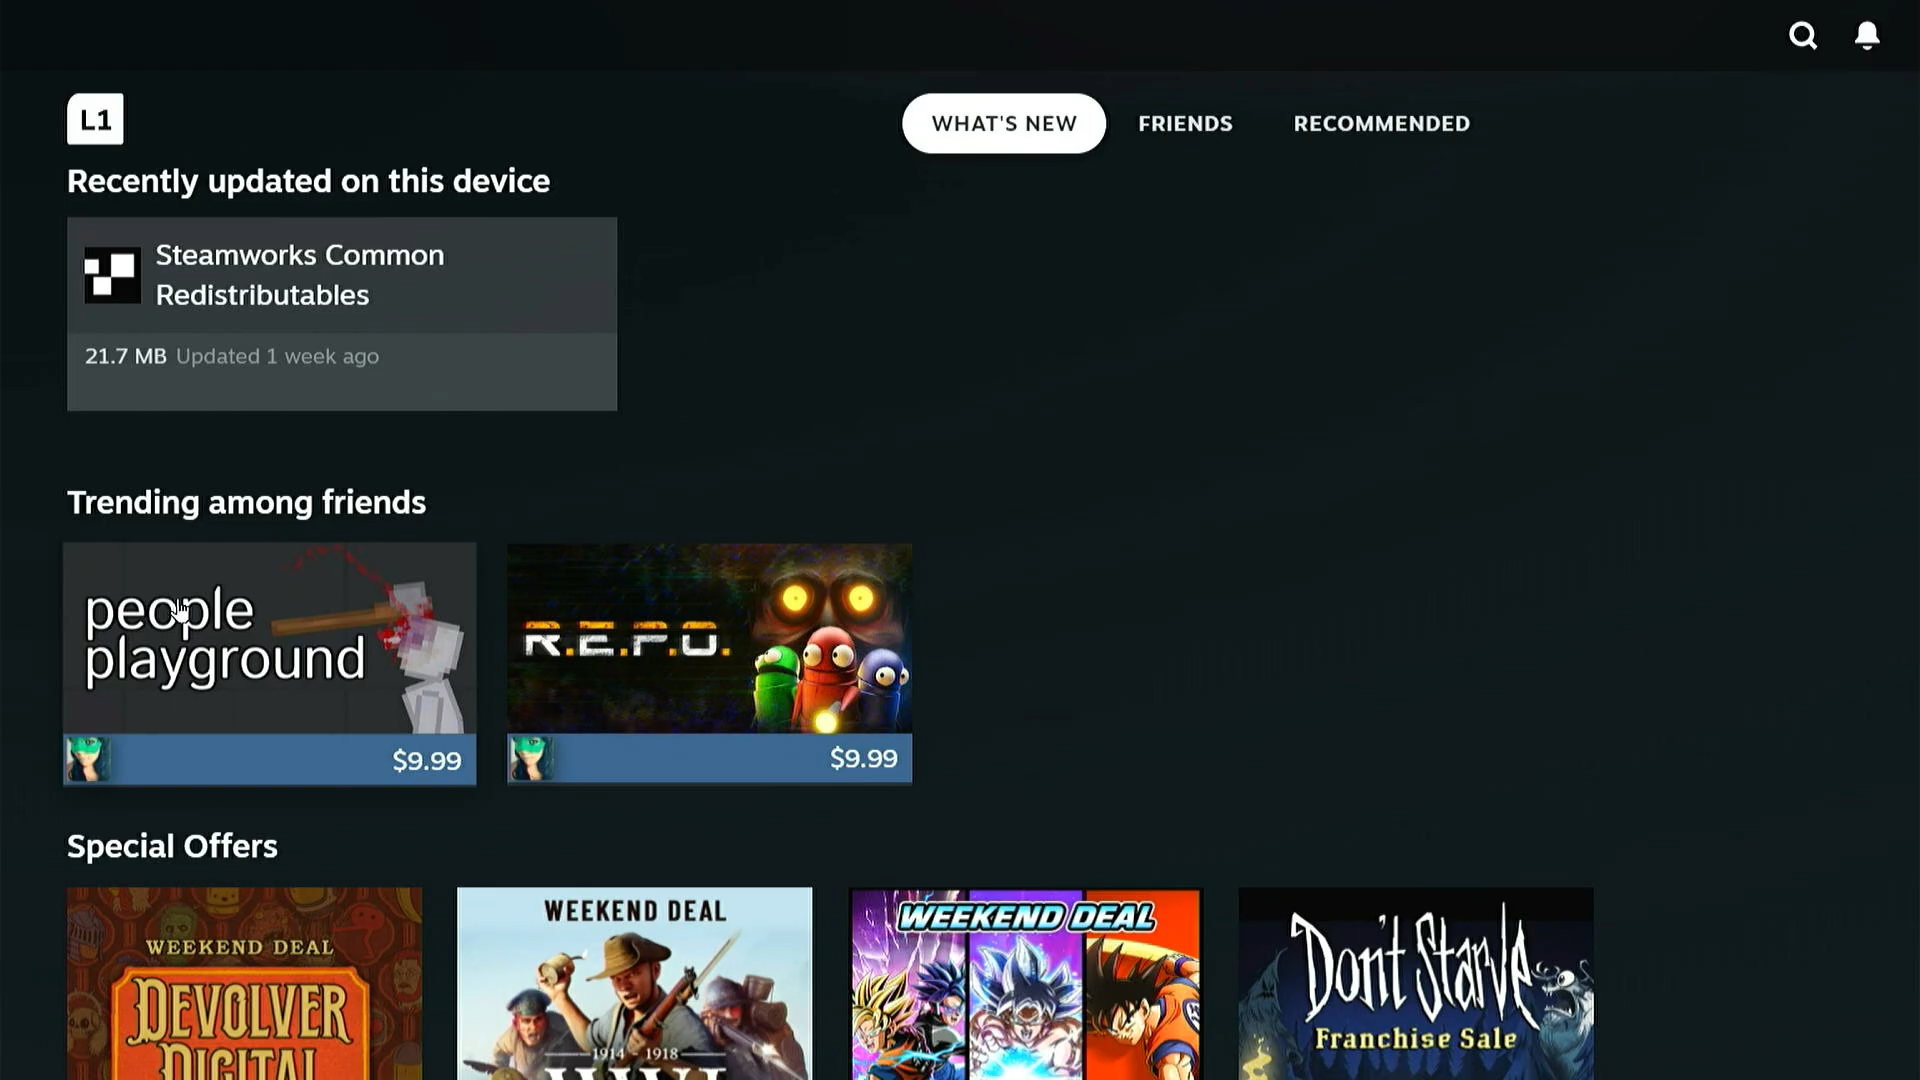 L1
WHAT'S NEW
FRIENDS
RECOMMENDED
Recently updated on this device
Steamworks Common
Redistributables
21.7 MB Updated 1 week ago
Trending among friends
people
playground
R.E.P.O.
$9.99
$9.99
Special Offers
WEEKEND DEAL
DEVOLVER
DIGITAL
WEEKEND DEAL
1914 - 1918
WEEKEND DEAL
Don't Starve
Franchise Sale